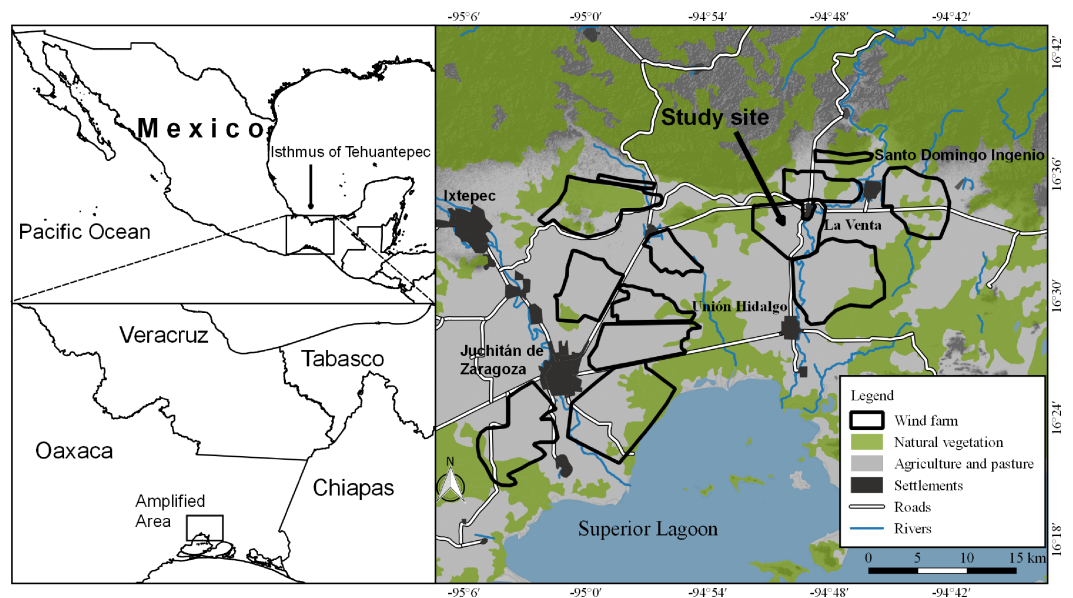 -95°6'
-95°0'
-94°54'
-94°48'
-94°42'
Mexico
Isthmus of Tehuantepec
Pacific Ocean
Veracruz
Tabasco
Oaxaca
Chiapas
Amplified
Area
Study site
Santo Domingo Ingenio
Ixtepec
La Venta
Unión Hidalgo
Juchitán de
Zaragoza
Superior Lagoon
N
Legend
Wind farm
Natural vegetation
Agriculture and pasture
Settlements
Roads
Rivers
0 5 10 15 km
16°42'
16°36'
16°30'
16°24'
16°18'
-95°6'
-95°0'
-94°54'
-94°48'
-94°42'